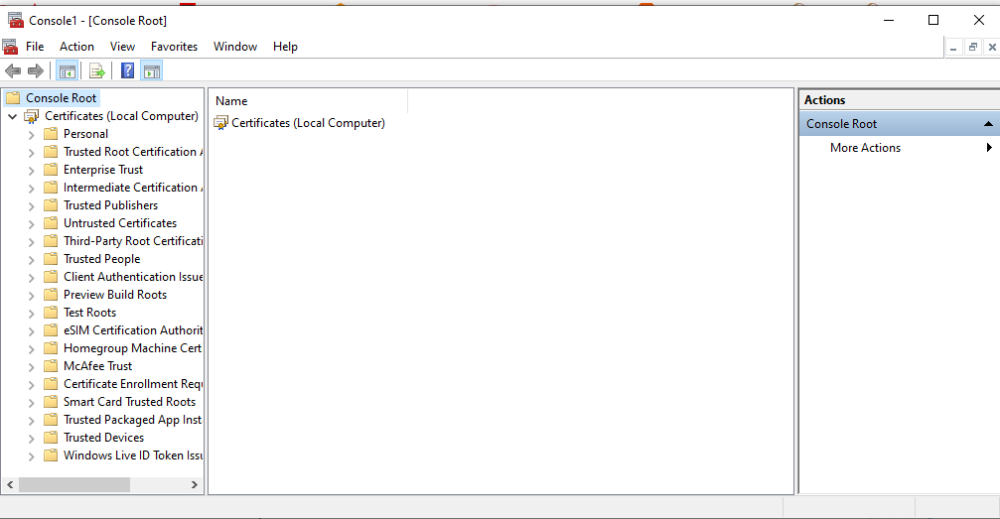 Console1 - [Console Root]
File Action View Favorites Window Help
Console Root
Certificates (Local Computer)
Personal
Trusted Root Certification A
Enterprise Trust
Intermediate Certification A
Trusted Publishers
Untrusted Certificates
Third-Party Root Certificati
Trusted People
Client Authentication Issue
Preview Build Roots
Test Roots
eSIM Certification Authorit
Homegroup Machine Cert
McAfee Trust
Certificate Enrollment Requ
Smart Card Trusted Roots
Trusted Packaged App Inst
Trusted Devices
Windows Live ID Token Issu
Name
Certificates (Local Computer)
Actions
Console Root
More Actions